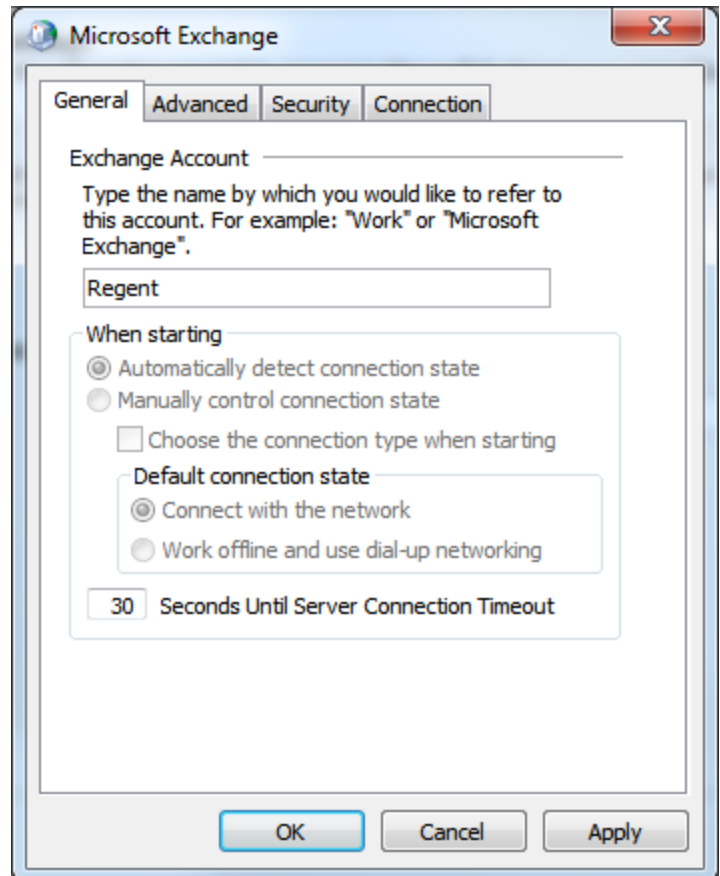 Microsoft Exchange
General Advanced Security Connection
Exchange Account
Type the name by which you would like to refer to
this account. For example: "Work" or "Microsoft
Exchange".
Regent
When starting
Automatically detect connection state
Manually control connection state
Choose the connection type when starting
Default connection state
Connect with the network
Work offline and use dial-up networking
30 Seconds Until Server Connection Timeout
OK Cancel Apply